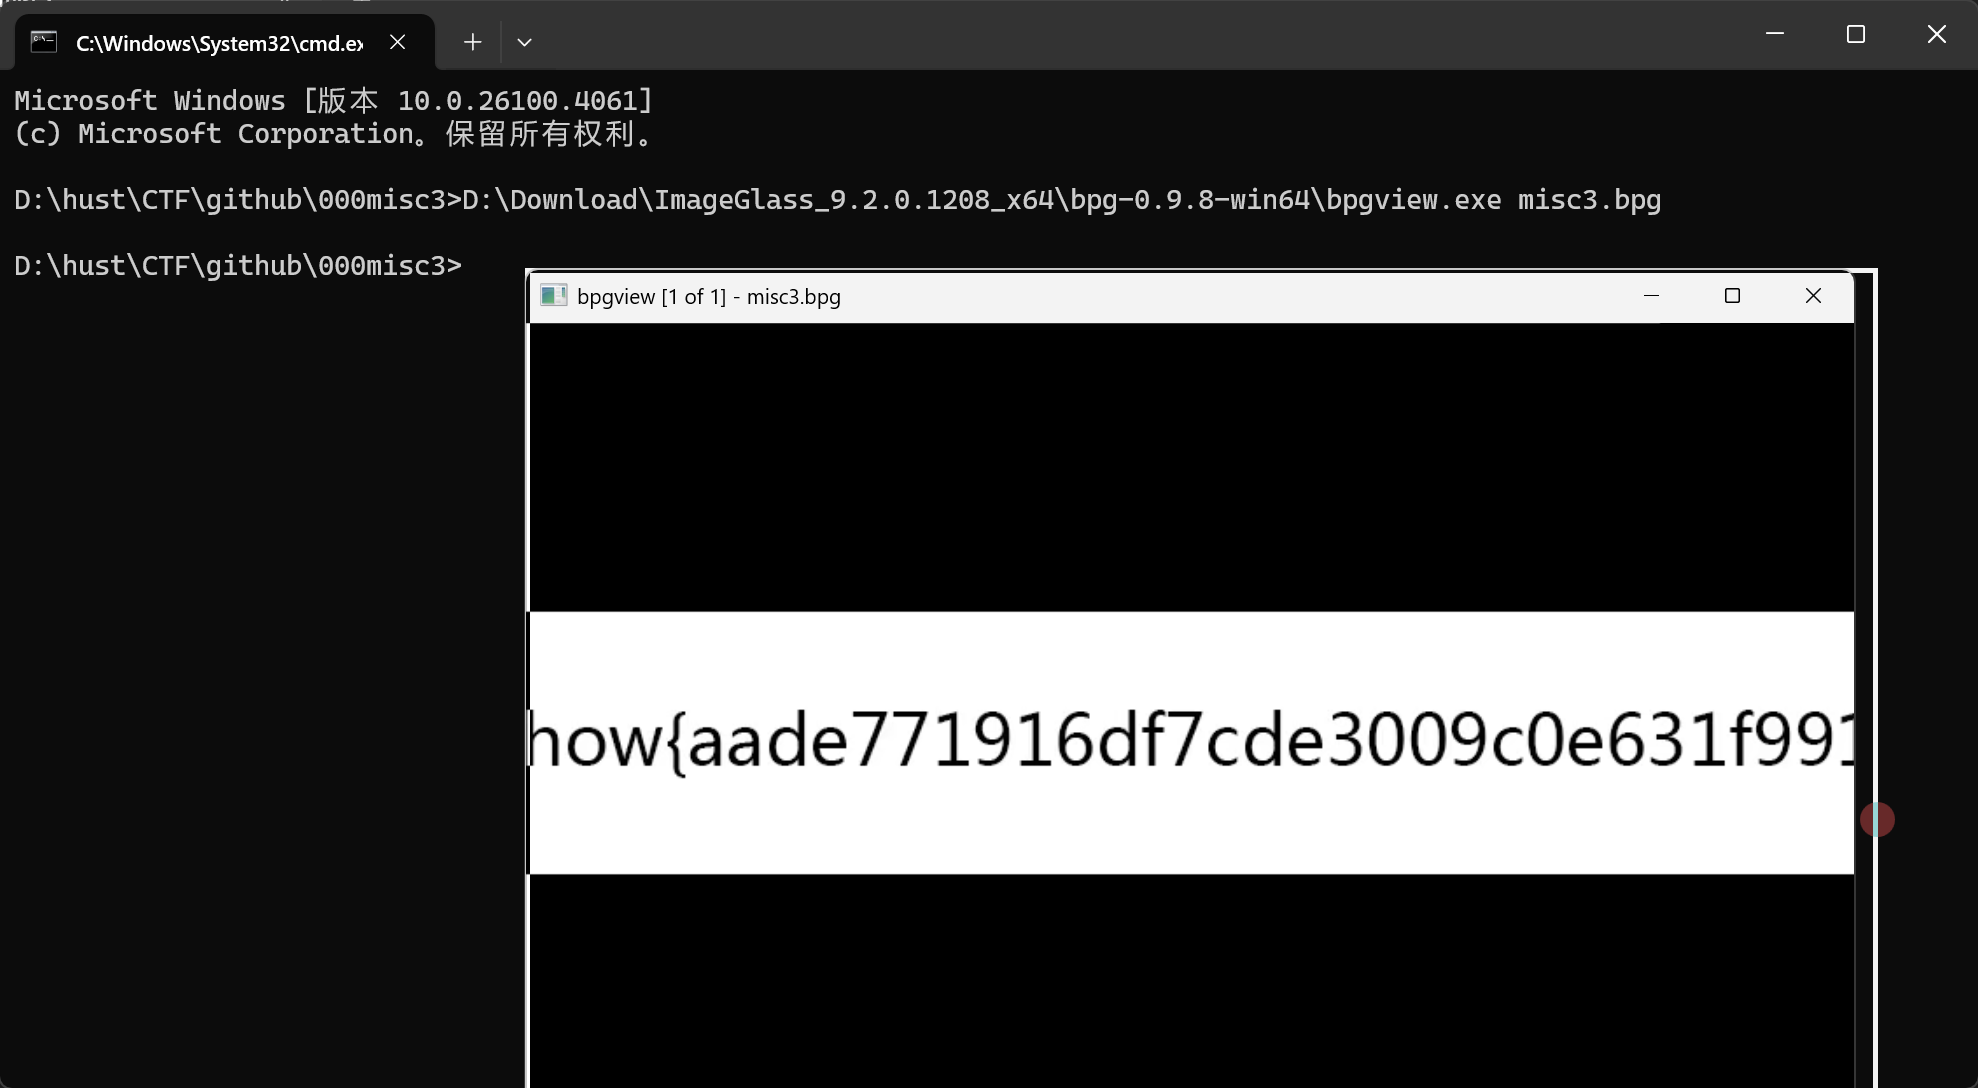 C:\Windows\System32\cmd.ex
Microsoft Windows [版本 10.0.26100.4061]
(c) Microsoft Corporation。保留所有权利。
D:\hust\CTF\github\000misc3>D:\Download\ImageGlass_9.2.0.1208_x64\bpg-0.9.8-win64\bpgview.exe misc3.bpg
D:\hust\CTF\github\000misc3>
bpgview [1 of 1] - misc3.bpg
how{aade771916df7cde3009c0e631f991